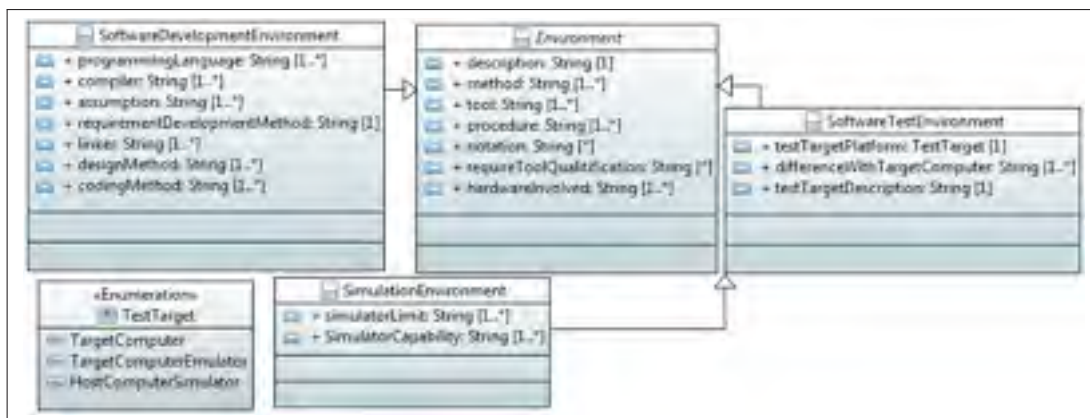 SoftwareDevelopmentEnvironment
+ programmingLanguage: String [1..*]
+ compiler: String [1..*]
+ assumption: String [1..*]
+ requirementDevelopmentMethod: String [1]
+ linker: String [1..*]
+ designMethod: String [1..*]
+ codingMethod: String [1..*]
Environment
+ description: String [1]
+ method: String [1..*]
+ tool: String [1..*]
+ procedure: String [1..*]
+ notation: String [*]
+ requireToolQualitification: String [*]
+ hardwareInvolved: String [1..*]
SoftwareTestEnvironment
+ testTargetPlatform: TestTarget [1]
+ differenceWithTargetComputer: String [1..*]
+ testTargetDescription: String [1]
«Enumeration»
TestTarget
TargetComputer
TargetComputerEmulator
HostComputerSimulator
SimulationEnvironment
+ simulatorLimit: String [1..*]
+ SimulatorCapability: String [1..*]